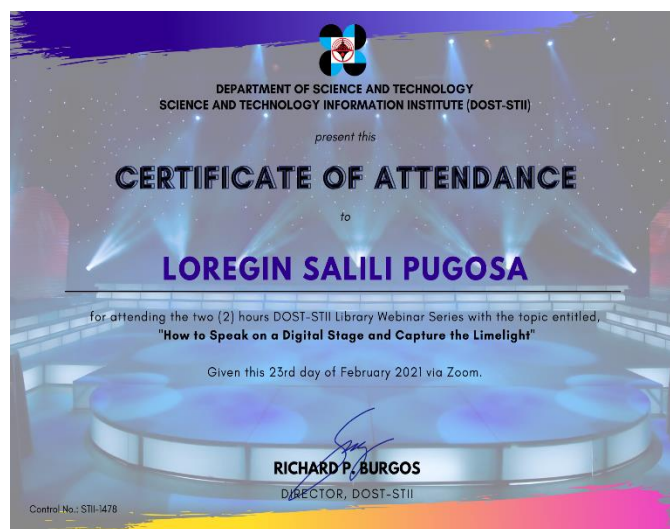 DEPARTMENT OF SCIENCE AND TECHNOLOGY
SCIENCE AND TECHNOLOGY INFORMATION INSTITUTE (DOST-STII)
present this
CERTIFICATE OF ATTENDANCE
to
LOREGIN SALILI PUGOSA
for attending the two (2) hours DOST-STII Library Webinar Series with the topic entitled,
"How to Speak on a Digital Stage and Capture the Limelight"
Given this 23rd day of February 2021 via Zoom.
RICHARD P. BURGOS
DIRECTOR, DOST-STII
Control No.: STII-1478